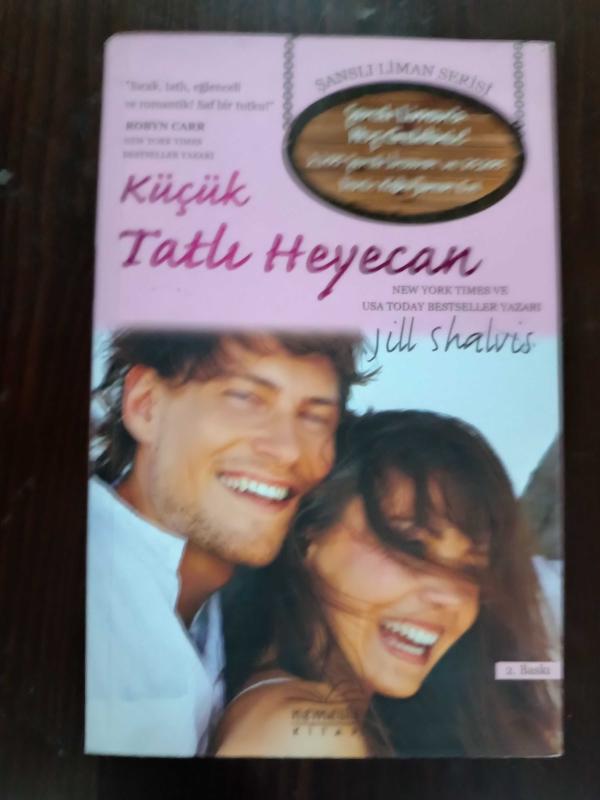 ŞANSLI LİMAN SERİSİ
"Sıcak, tatlı, eğlenceli
ve romantik! Saf bir tutku!"
ROBYN CARR
NEW YORK TIMES
BESTSELLER YAZARI
Küçük
Tatlı Heyecan
NEW YORK TIMES VE
USA TODAY BESTSELLER YAZARI
Jill Shalvis
2. Baskı
KİTAP